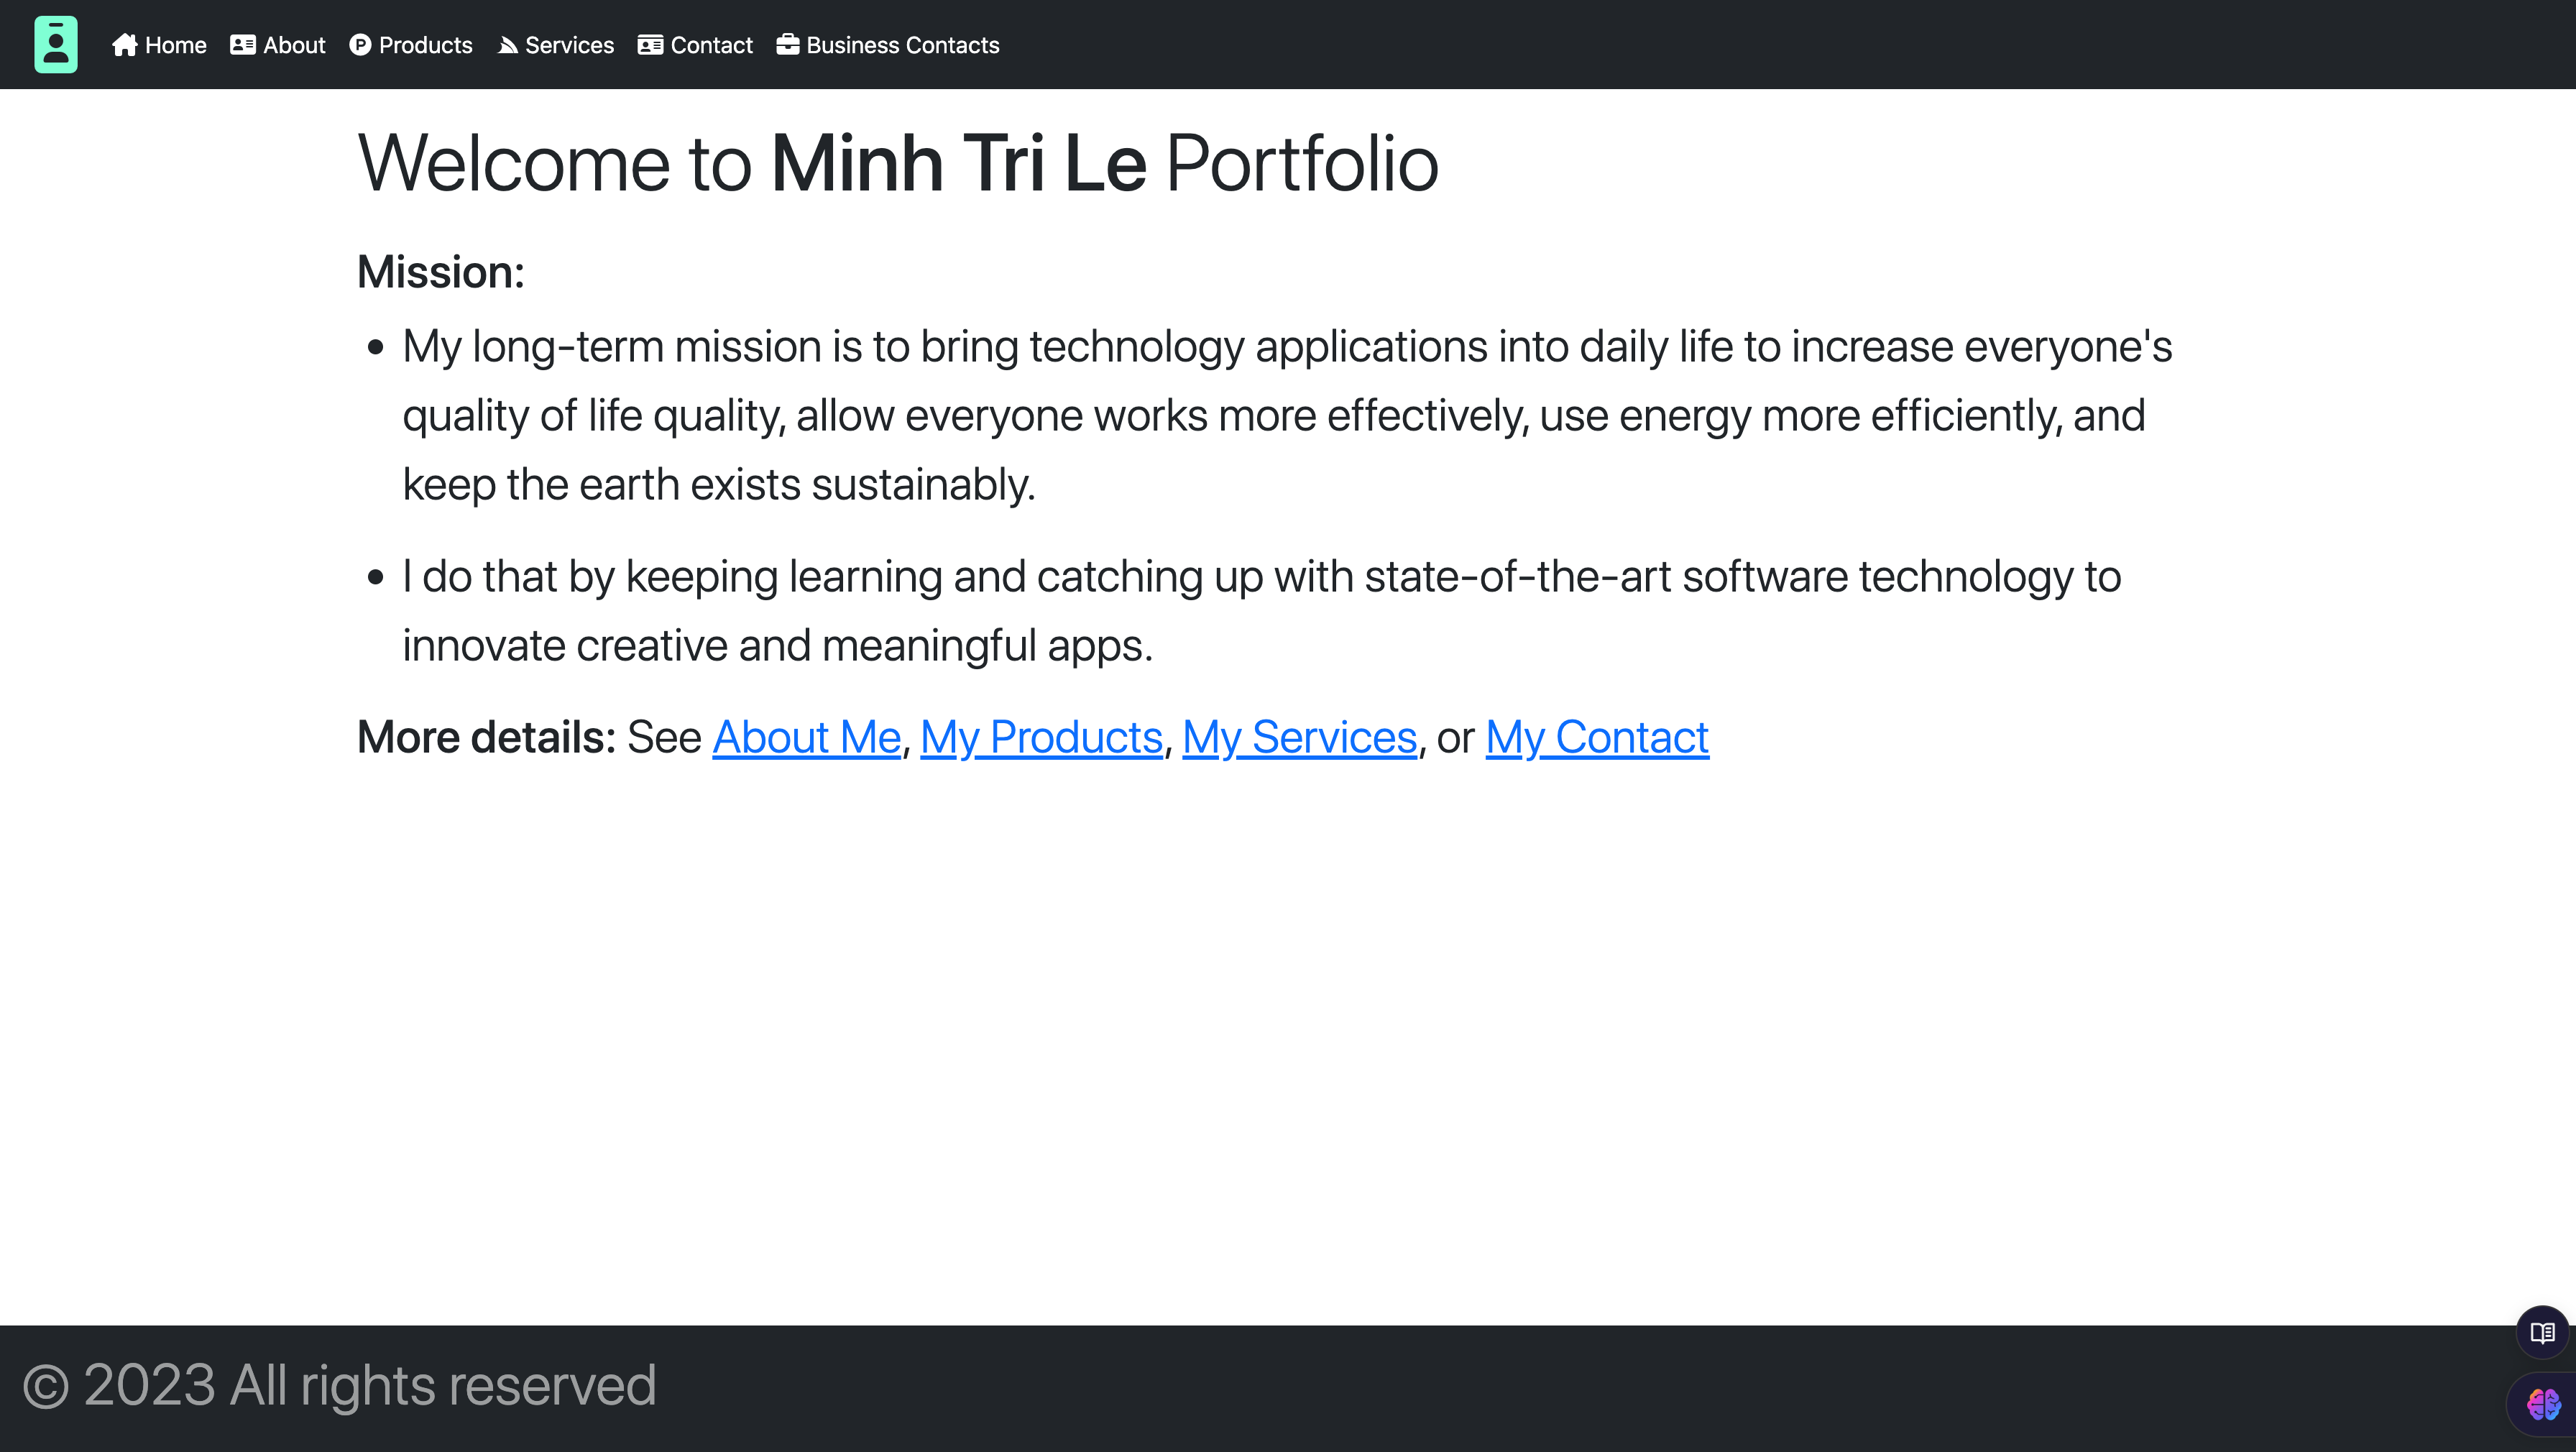 Home About Products Services Contact Business Contacts
Welcome to Minh Tri Le Portfolio
Mission:
My long-term mission is to bring technology applications into daily life to increase everyone's
quality of life quality, allow everyone works more effectively, use energy more efficiently, and
keep the earth exists sustainably.
I do that by keeping learning and catching up with state-of-the-art software technology to
innovate creative and meaningful apps.
More details: See About Me, My Products, My Services, or My Contact
© 2023 All rights reserved